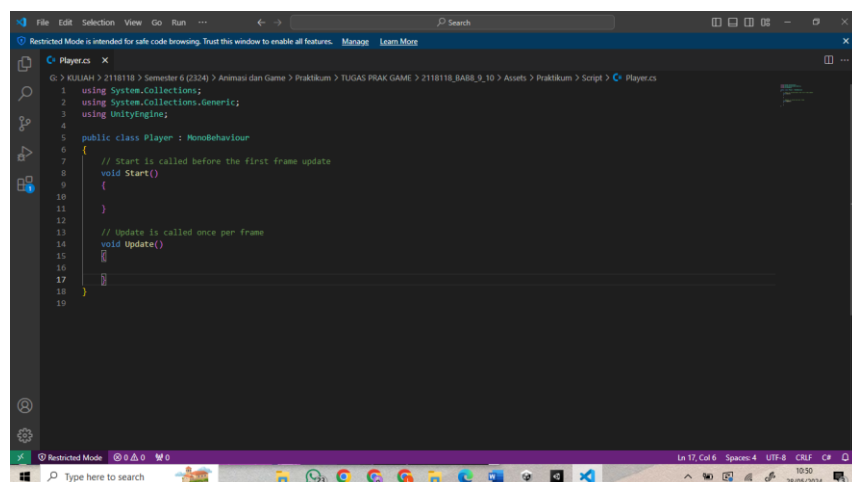 File Edit Selection View Go Run ... Search
Restricted Mode is intended for safe code browsing. Trust this window to enable all features. Manage Learn More
Player.cs
G: > KULIAH > 2118118 > Semester 6 (2324) > Animasi dan Game > Praktikum > TUGAS PRAK GAME > 2118118_BAB8_9_10 > Assets > Praktikum > Script > Player.cs
1 using System.Collections;
2 using System.Collections.Generic;
3 using UnityEngine;
4
5 public class Player : MonoBehaviour
6 {
7 // Start is called before the first frame update
8 void Start()
9 {
10
11 }
12
13 // Update is called once per frame
14 void Update()
15 {
16
17 }
18 }
19
Restricted Mode 0 0 0 Ln 17, Col 6 Spaces: 4 UTF-8 CRLF C#
Type here to search 10:50
28/05/2024